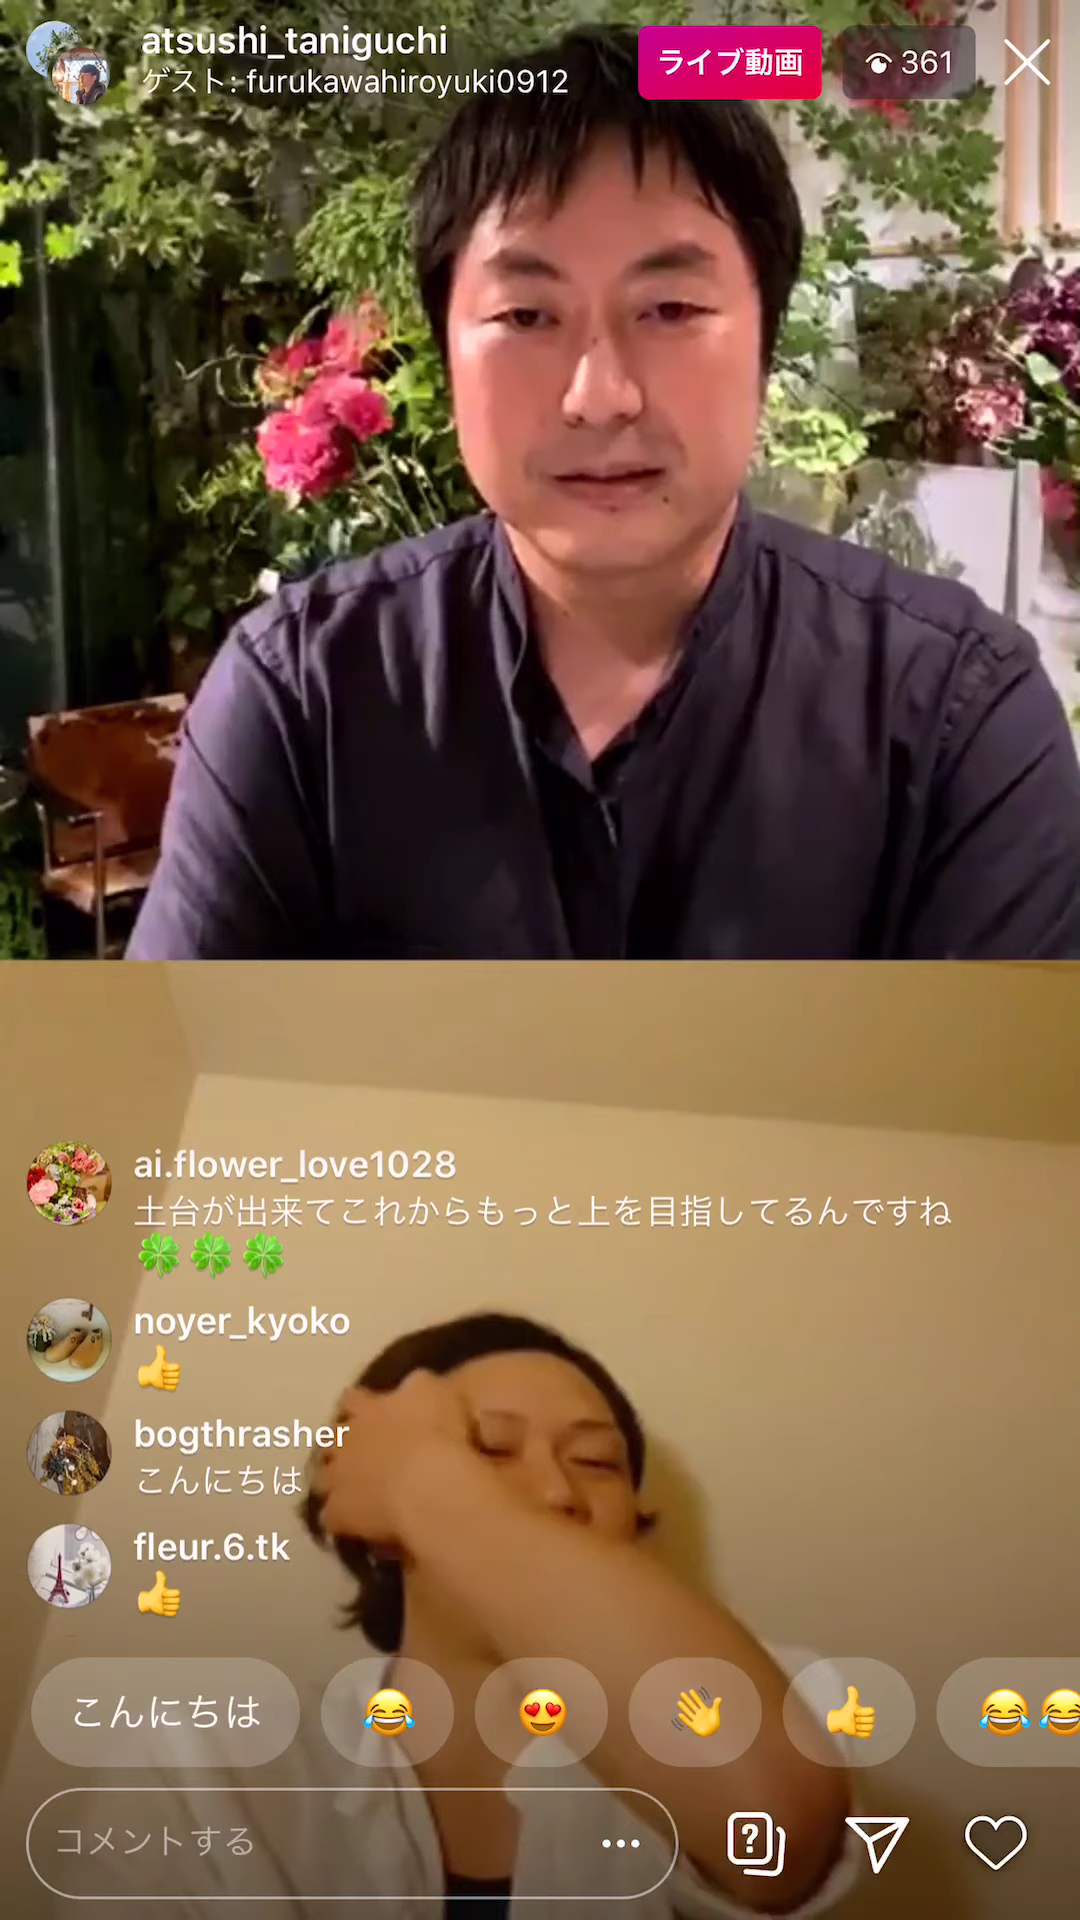 atsushi_taniguchi
ゲスト: furukawahiroyuki0912
ライブ動画
361
ai.flower_love1028
土台が出来てこれからもっと上を目指してるんですね
🍀🍀🍀
noyer_kyoko
👍
bogthrasher
こんにちは
fleur.6.tk
👍
こんにちは 😂 😍 👋 👍 😂😂
コメントする